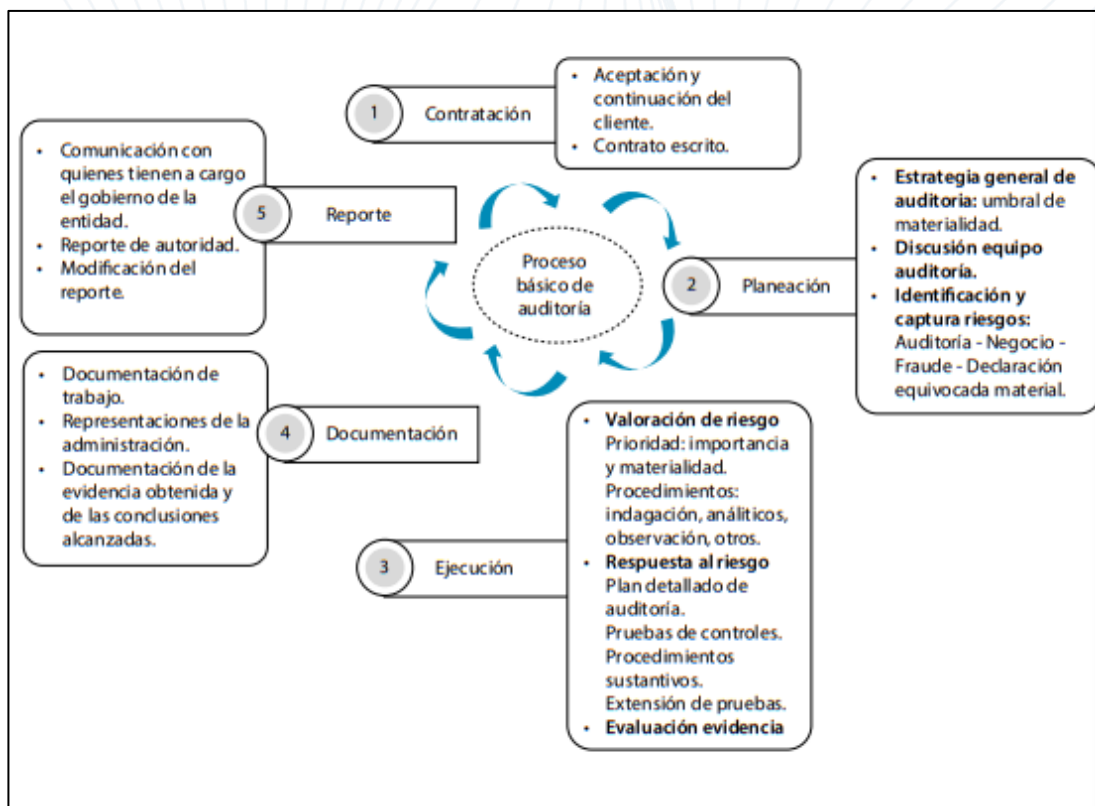 1
Contratación
• Aceptación y
continuación del
cliente.
• Contrato escrito.
Proceso
básico de
auditoría
2
Planeación
• Estrategia general de
auditoria: umbral de
materialidad.
• Discusión equipo
auditoría.
• Identificación y
captura riesgos:
Auditoría - Negocio -
Fraude - Declaración
equivocada material.
3
Ejecución
• Valoración de riesgo
Prioridad: importancia
y materialidad.
Procedimientos:
indagación, análiticos,
observación, otros.
• Respuesta al riesgo
Plan detallado de
auditoría.
Pruebas de controles.
Procedimientos
sustantivos.
Extensión de pruebas.
• Evaluación evidencia
4
Documentación
• Documentación de
trabajo.
• Representaciones de la
administración.
• Documentación de la
evidencia obtenida y
de las conclusiones
alcanzadas.
5
Reporte
• Comunicación con
quienes tienen a cargo
el gobierno de la
entidad.
• Reporte de autoridad.
• Modificación del
reporte.